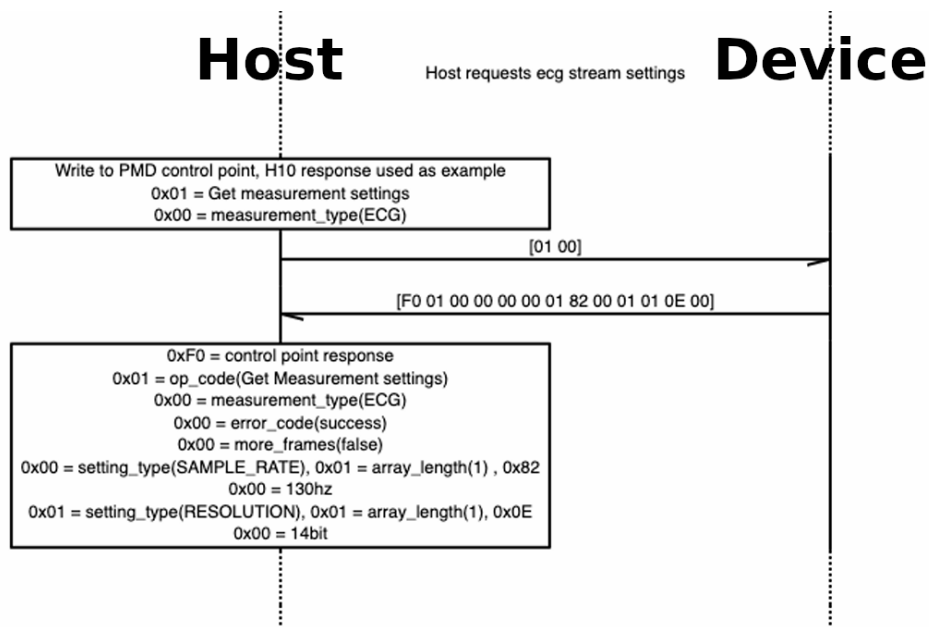 Host
Host requests ecg stream settings
Device
Write to PMD control point, H10 response used as example
0x01 = Get measurement settings
0x00 = measurement_type(ECG)
[01 00]
[F0 01 00 00 00 00 01 82 00 01 01 0E 00]
0xF0 = control point response
0x01 = op_code(Get Measurement settings)
0x00 = measurement_type(ECG)
0x00 = error_code(success)
0x00 = more_frames(false)
0x00 = setting_type(SAMPLE_RATE), 0x01 = array_length(1) , 0x82
0x00 = 130hz
0x01 = setting_type(RESOLUTION), 0x01 = array_length(1), 0x0E
0x00 = 14bit